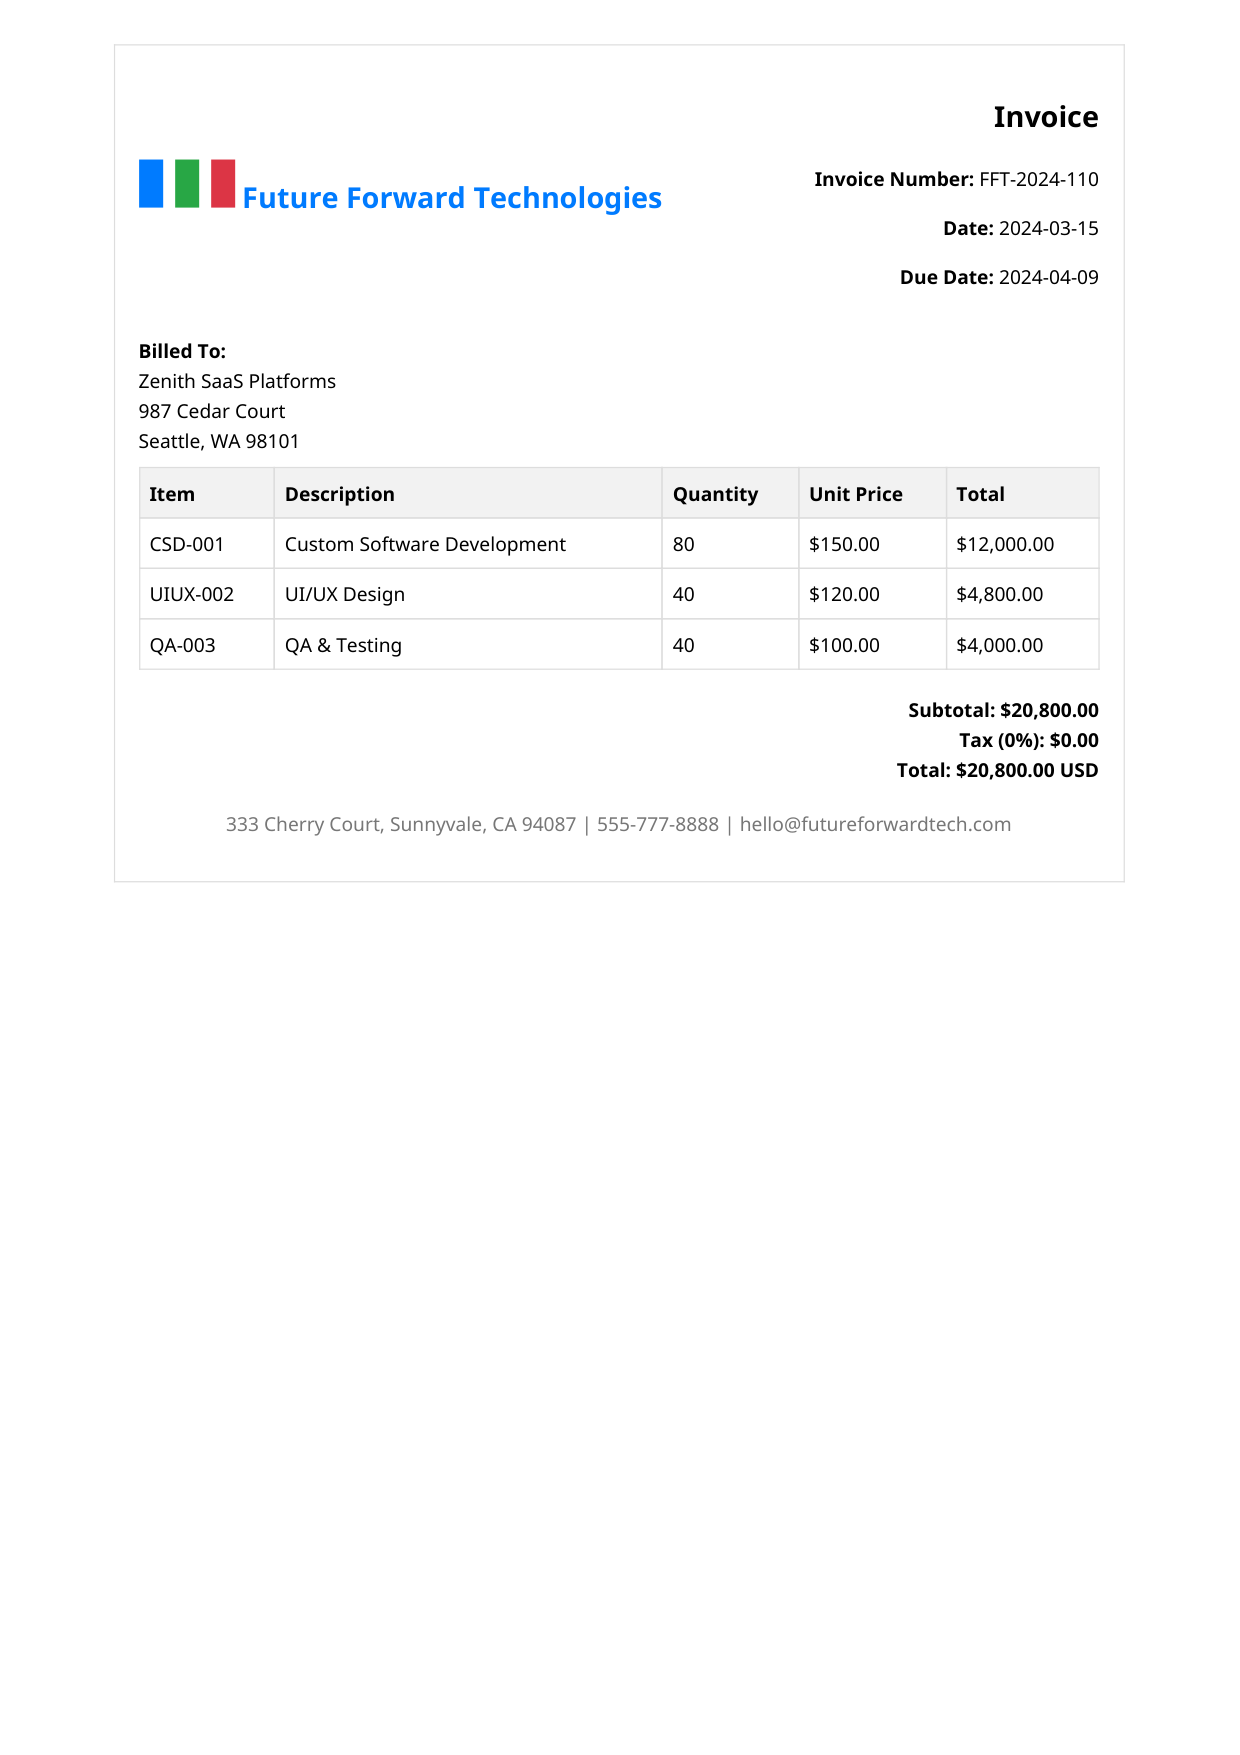 Invoice
Future Forward Technologies
Invoice Number: FFT-2024-110
Date: 2024-03-15
Due Date: 2024-04-09
Billed To:
Zenith SaaS Platforms
987 Cedar Court
Seattle, WA 98101
Item Description Quantity Unit Price Total
CSD-001 Custom Software Development 80 $150.00 $12,000.00
UIUX-002 UI/UX Design 40 $120.00 $4,800.00
QA-003 QA & Testing 40 $100.00 $4,000.00
Subtotal: $20,800.00
Tax (0%): $0.00
Total: $20,800.00 USD
333 Cherry Court, Sunnyvale, CA 94087 | 555-777-8888 | hello@futureforwardtech.com